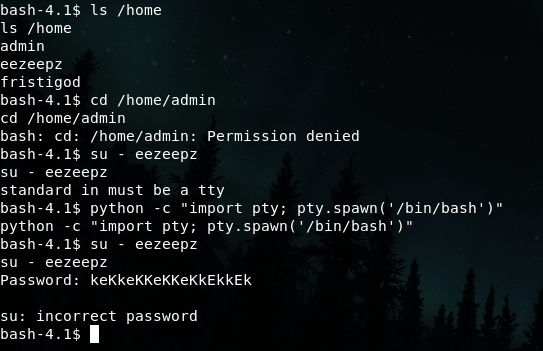 bash-4.1$ ls /home
ls /home
admin
eezeepz
fristigod
bash-4.1$ cd /home/admin
cd /home/admin
bash: cd: /home/admin: Permission denied
bash-4.1$ su - eezeepz
su - eezeepz
standard in must be a tty
bash-4.1$ python -c "import pty; pty.spawn('/bin/bash')"
python -c "import pty; pty.spawn('/bin/bash')"
bash-4.1$ su - eezeepz
su - eezeepz
Password: keKkeKKeKKeKkEkkEk

su: incorrect password
bash-4.1$